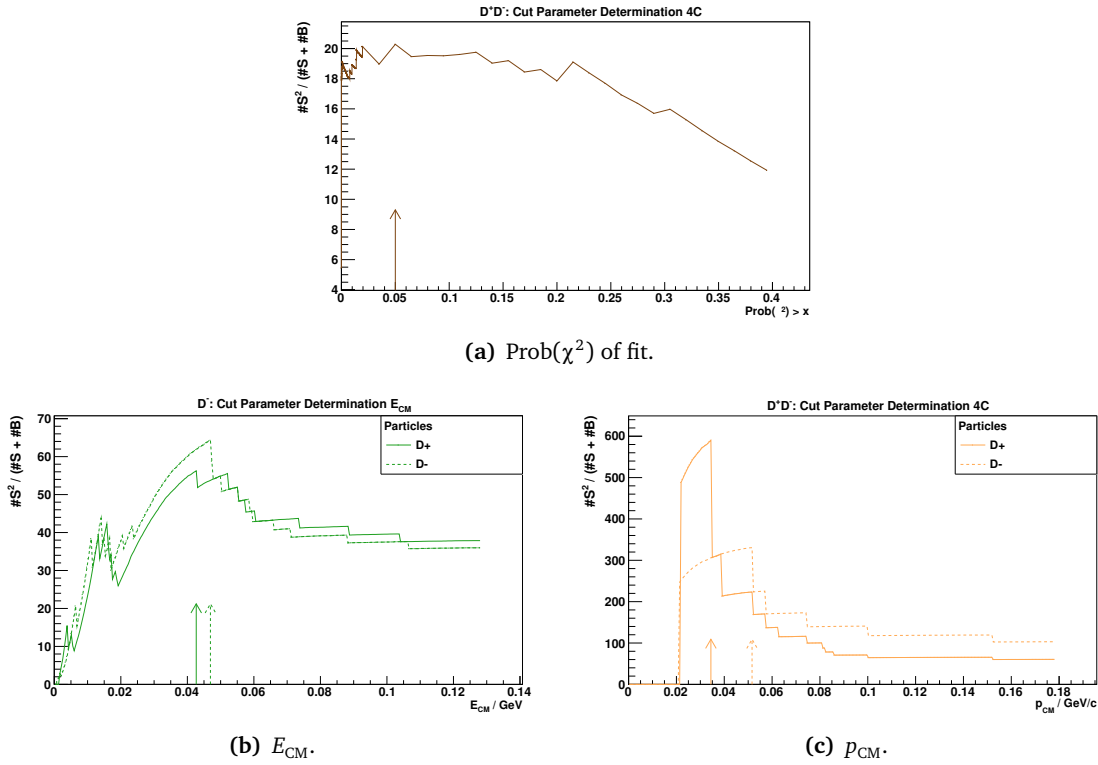 D⁺D⁻: Cut Parameter Determination 4C
#S² / (#S + #B)
20
18
16
14
12
10
8
6
4
0 0.05 0.1 0.15 0.2 0.25 0.3 0.35 0.4
Prob( ²) > x
(a) Prob(χ²) of fit.
D⁻: Cut Parameter Determination E_CM
#S² / (#S + #B)
70
60
50
40
30
20
10
0
0 0.02 0.04 0.06 0.08 0.1 0.12 0.14
E_CM / GeV
Particles
D+
D-
(b) E_CM.
D⁺D⁻: Cut Parameter Determination 4C
#S² / (#S + #B)
600
500
400
300
200
100
0
0 0.02 0.04 0.06 0.08 0.1 0.12 0.14 0.16 0.18
p_CM / GeV/c
Particles
D+
D-
(c) p_CM.